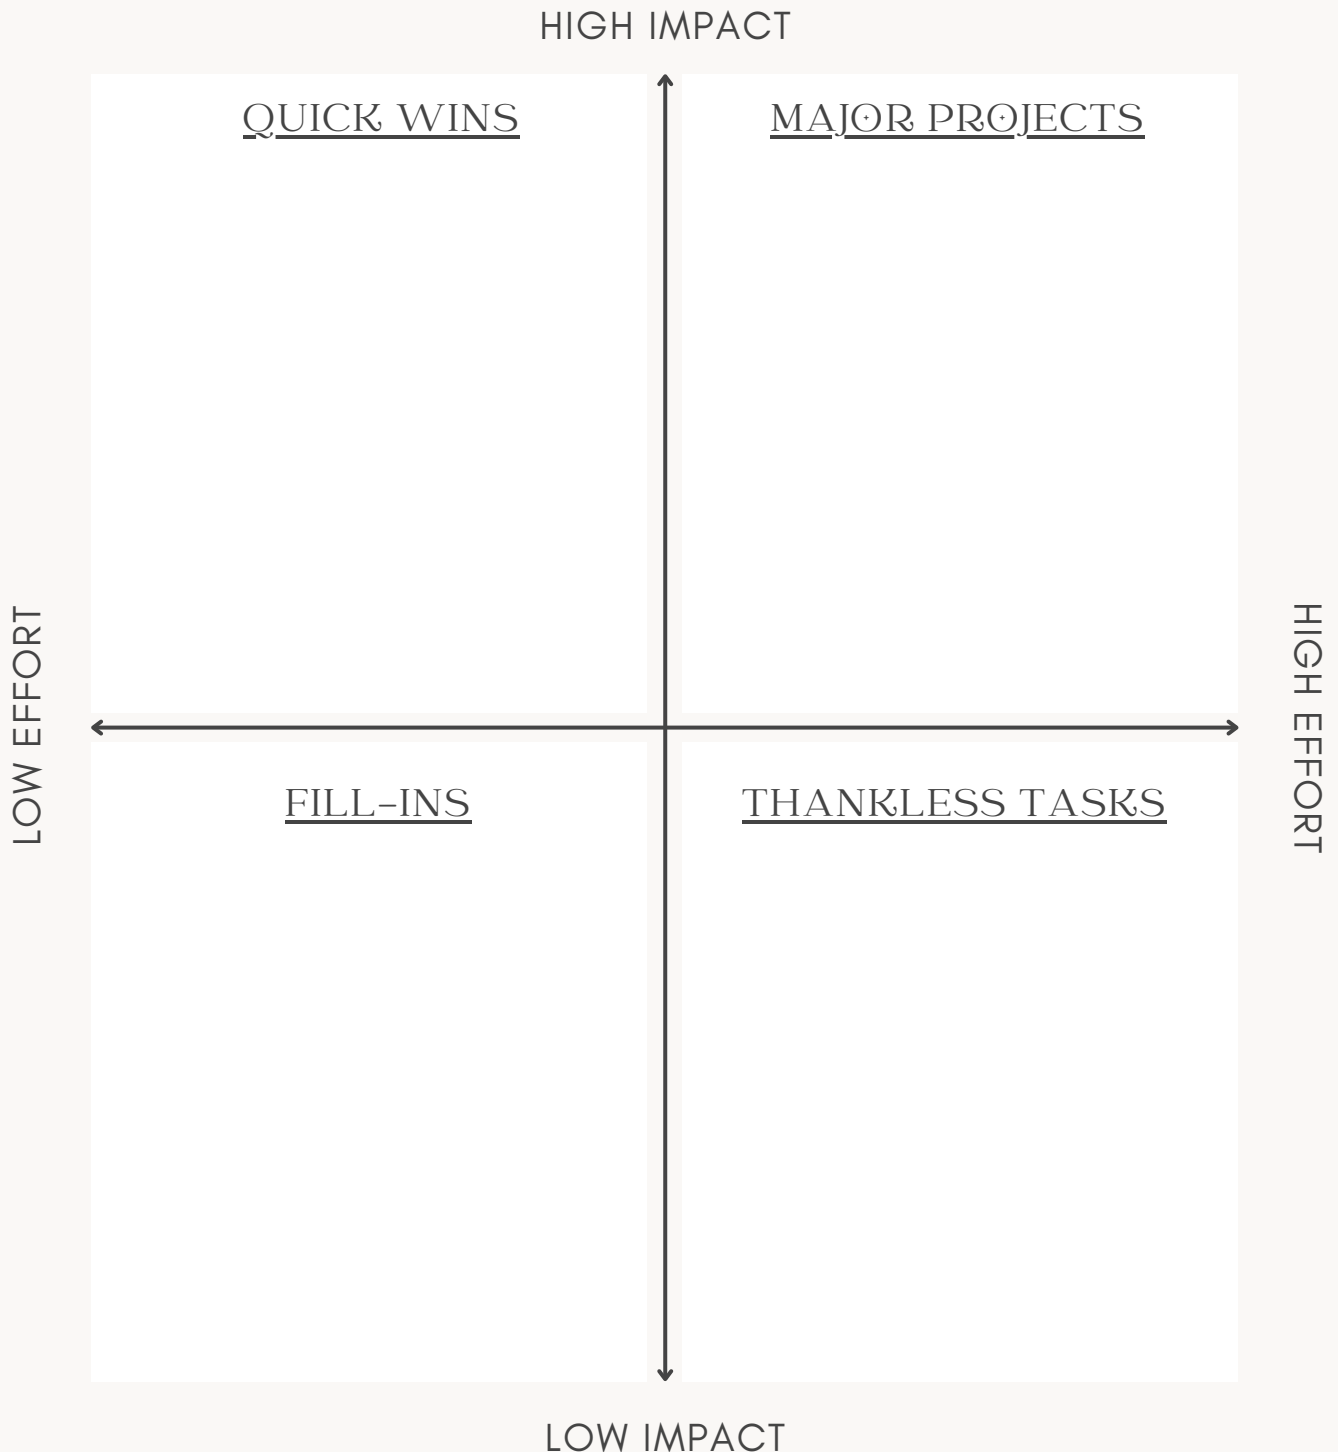 HIGH IMPACT
QUICK WINS
MAJOR PROJECTS
LOW EFFORT
HIGH EFFORT
FILL-INS
THANKLESS TASKS
LOW IMPACT